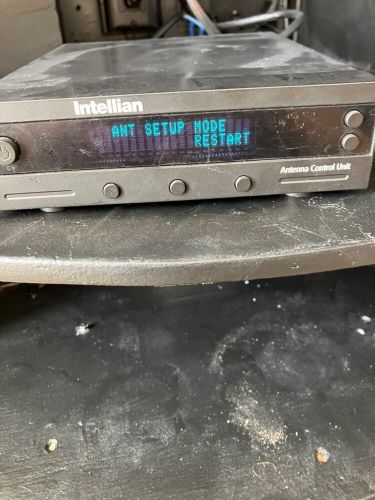 Intellian
ANT SETUP MODE
RESTART
Antenna Control Unit